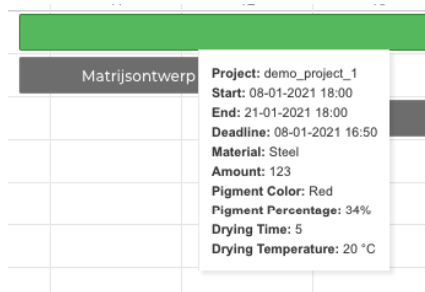 Matrijsontwerp
Project: demo_project_1
Start: 08-01-2021 18:00
End: 21-01-2021 18:00
Deadline: 08-01-2021 16:50
Material: Steel
Amount: 123
Pigment Color: Red
Pigment Percentage: 34%
Drying Time: 5
Drying Temperature: 20 °C